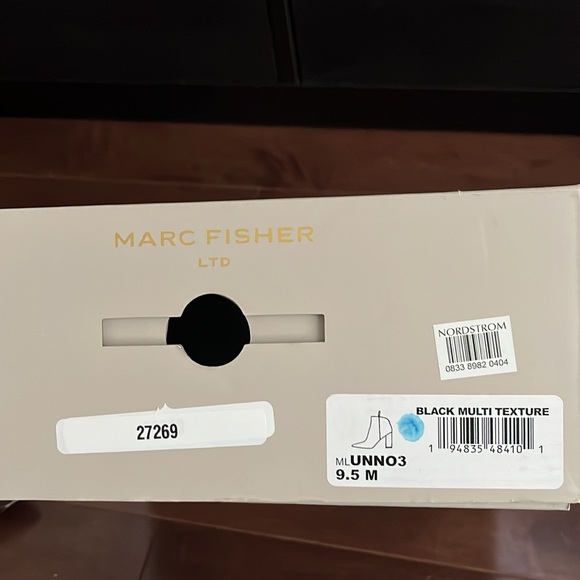 MARC FISHER
LTD
NORDSTROM
0833 8982 0404
27269
BLACK MULTI TEXTURE
1 94835 48410 1
MLUNNO3
9.5 M